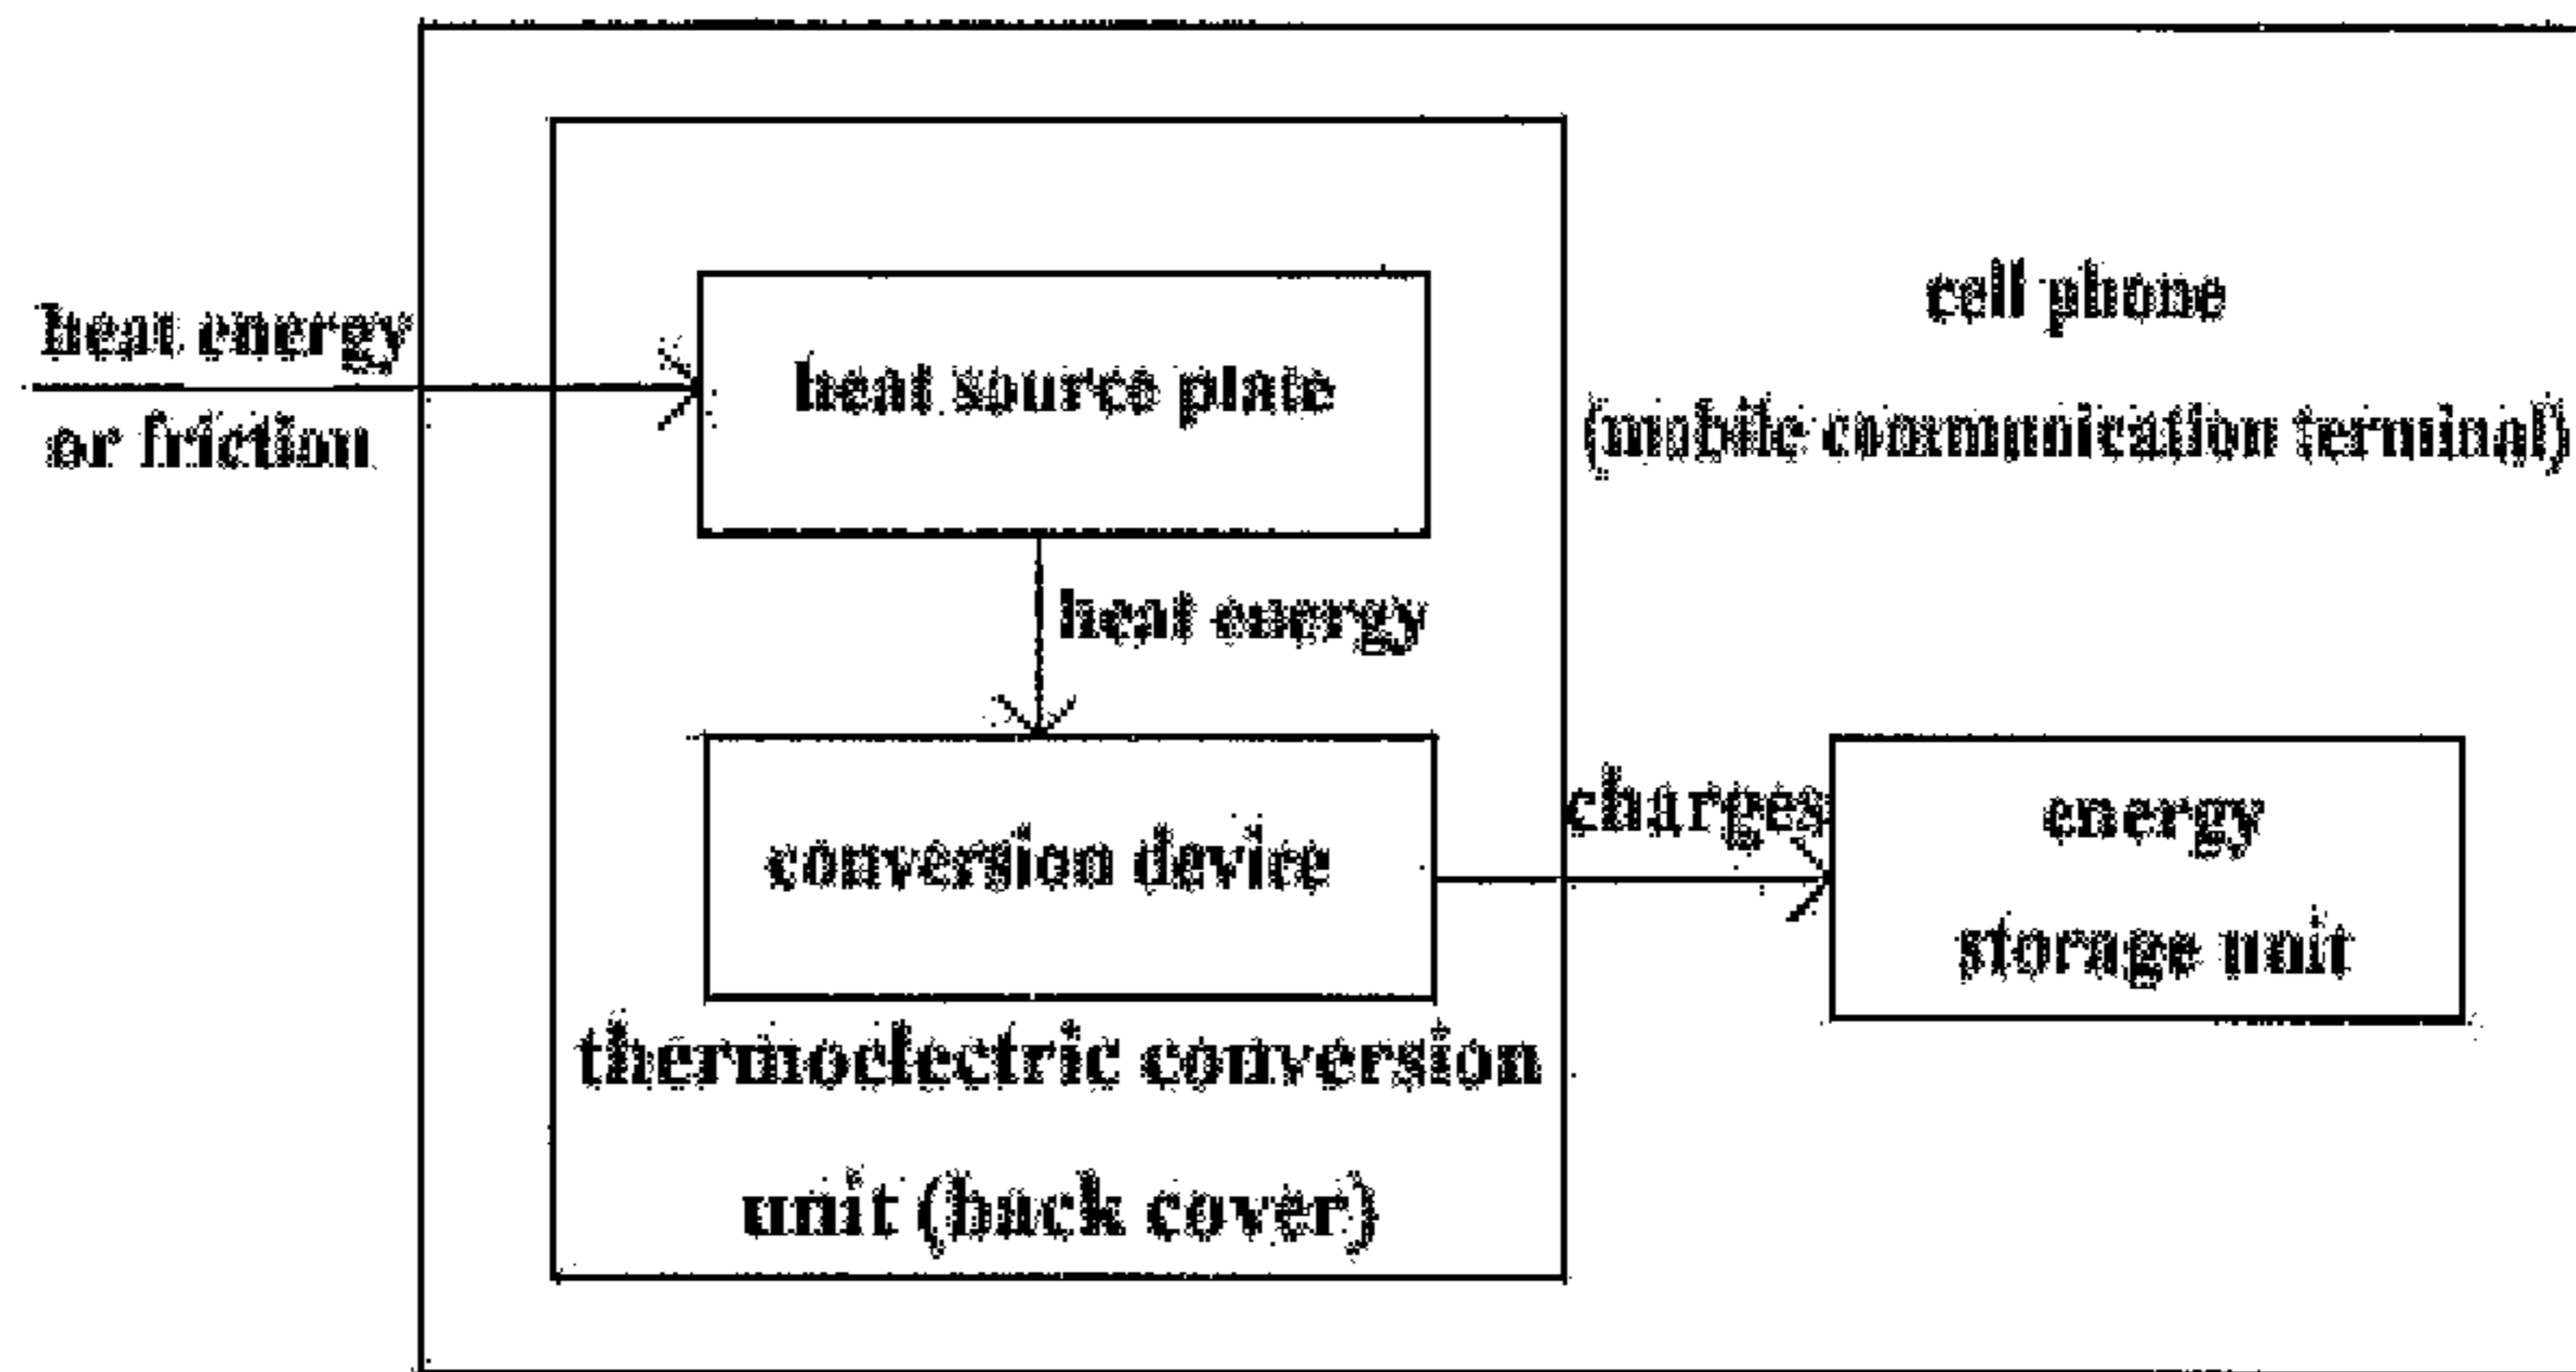 heat energy
or friction
heat source plate
cell phone
(mobile communication terminal)
heat energy
conversion device
charges
energy
storage unit
thermoelectric conversion
unit (back cover)